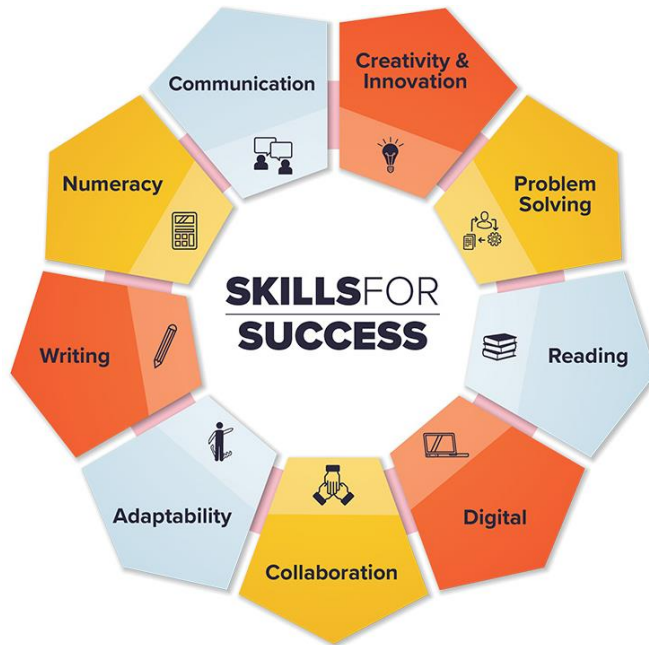 Communication
Creativity &
Innovation
Problem
Solving
Reading
Digital
Collaboration
Adaptability
Writing
Numeracy
SKILLSFOR
SUCCESS